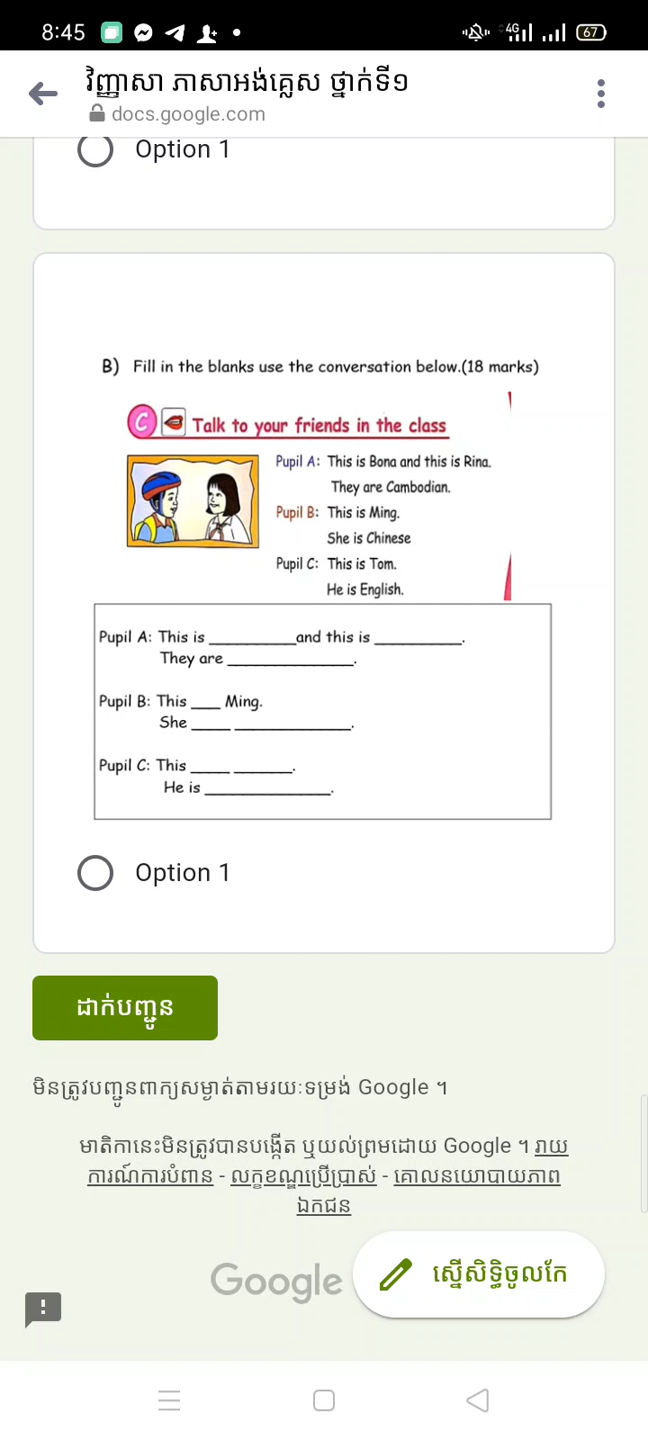 8:45 4G 67
វិញ្ញាសា ភាសាអង់គ្លេស ថ្នាក់ទី១
docs.google.com
Option 1
B) Fill in the blanks use the conversation below.(18 marks)
C Talk to your friends in the class
Pupil A: This is Bona and this is Rina.
They are Cambodian.
Pupil B: This is Ming.
She is Chinese
Pupil C: This is Tom.
He is English.
Pupil A: This is __________and this is __________.
They are ______________.
Pupil B: This ___ Ming.
She ____ _____________.
Pupil C: This ____ ______.
He is ______________.
Option 1
ដាក់បញ្ជូន
មិនត្រូវបញ្ជូនពាក្យសម្ងាត់តាមរយៈទម្រង់ Google ។
មាតិកានេះមិនត្រូវបានបង្កើត ឬយល់ព្រមដោយ Google ។ រាយ
ការណ៍ការបំពាន - លក្ខខណ្ឌប្រើប្រាស់ - គោលនយោបាយភាព
ឯកជន
Google
ស្នើសិទ្ធិចូលកែ